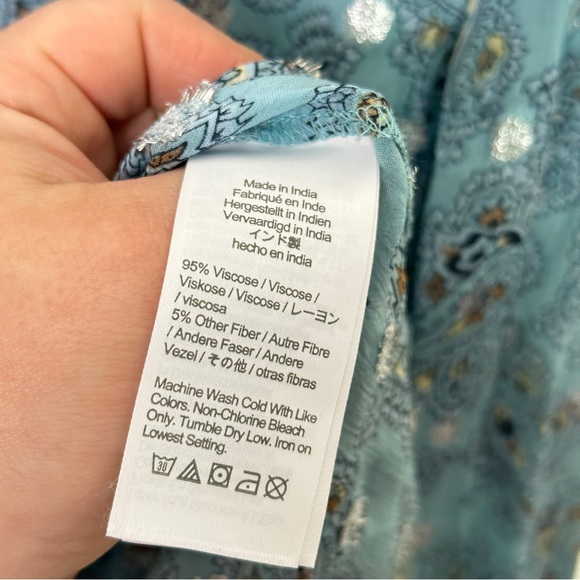 Made in India
Fabriqué en Inde
Hergestellt in Indien
Vervaardigd in India
インド製
hecho en india
95% Viscose / Viscose /
Viskose / Viscose / レーヨン
/ viscosa
5% Other Fiber / Autre Fibre
/ Andere Faser / Andere
Vezel / その他 / otras fibras
Machine Wash Cold With Like
Colors. Non-Chlorine Bleach
Only. Tumble Dry Low. Iron on
Lowest Setting.
30